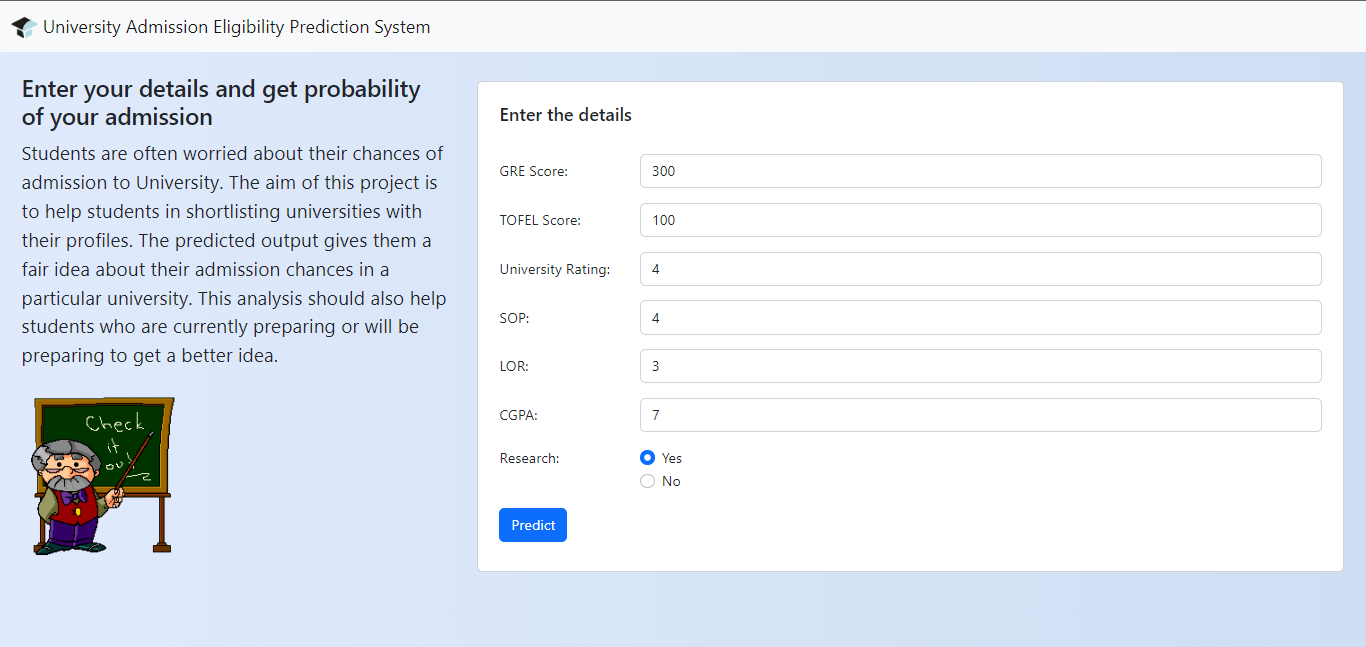 University Admission Eligibility Prediction System
Enter your details and get probability
of your admission
Students are often worried about their chances of
admission to University. The aim of this project is
to help students in shortlisting universities with
their profiles. The predicted output gives them a
fair idea about their admission chances in a
particular university. This analysis should also help
students who are currently preparing or will be
preparing to get a better idea.
Check
it
out!
Enter the details
GRE Score: 300
TOFEL Score: 100
University Rating: 4
SOP: 4
LOR: 3
CGPA: 7
Research: Yes
No
Predict